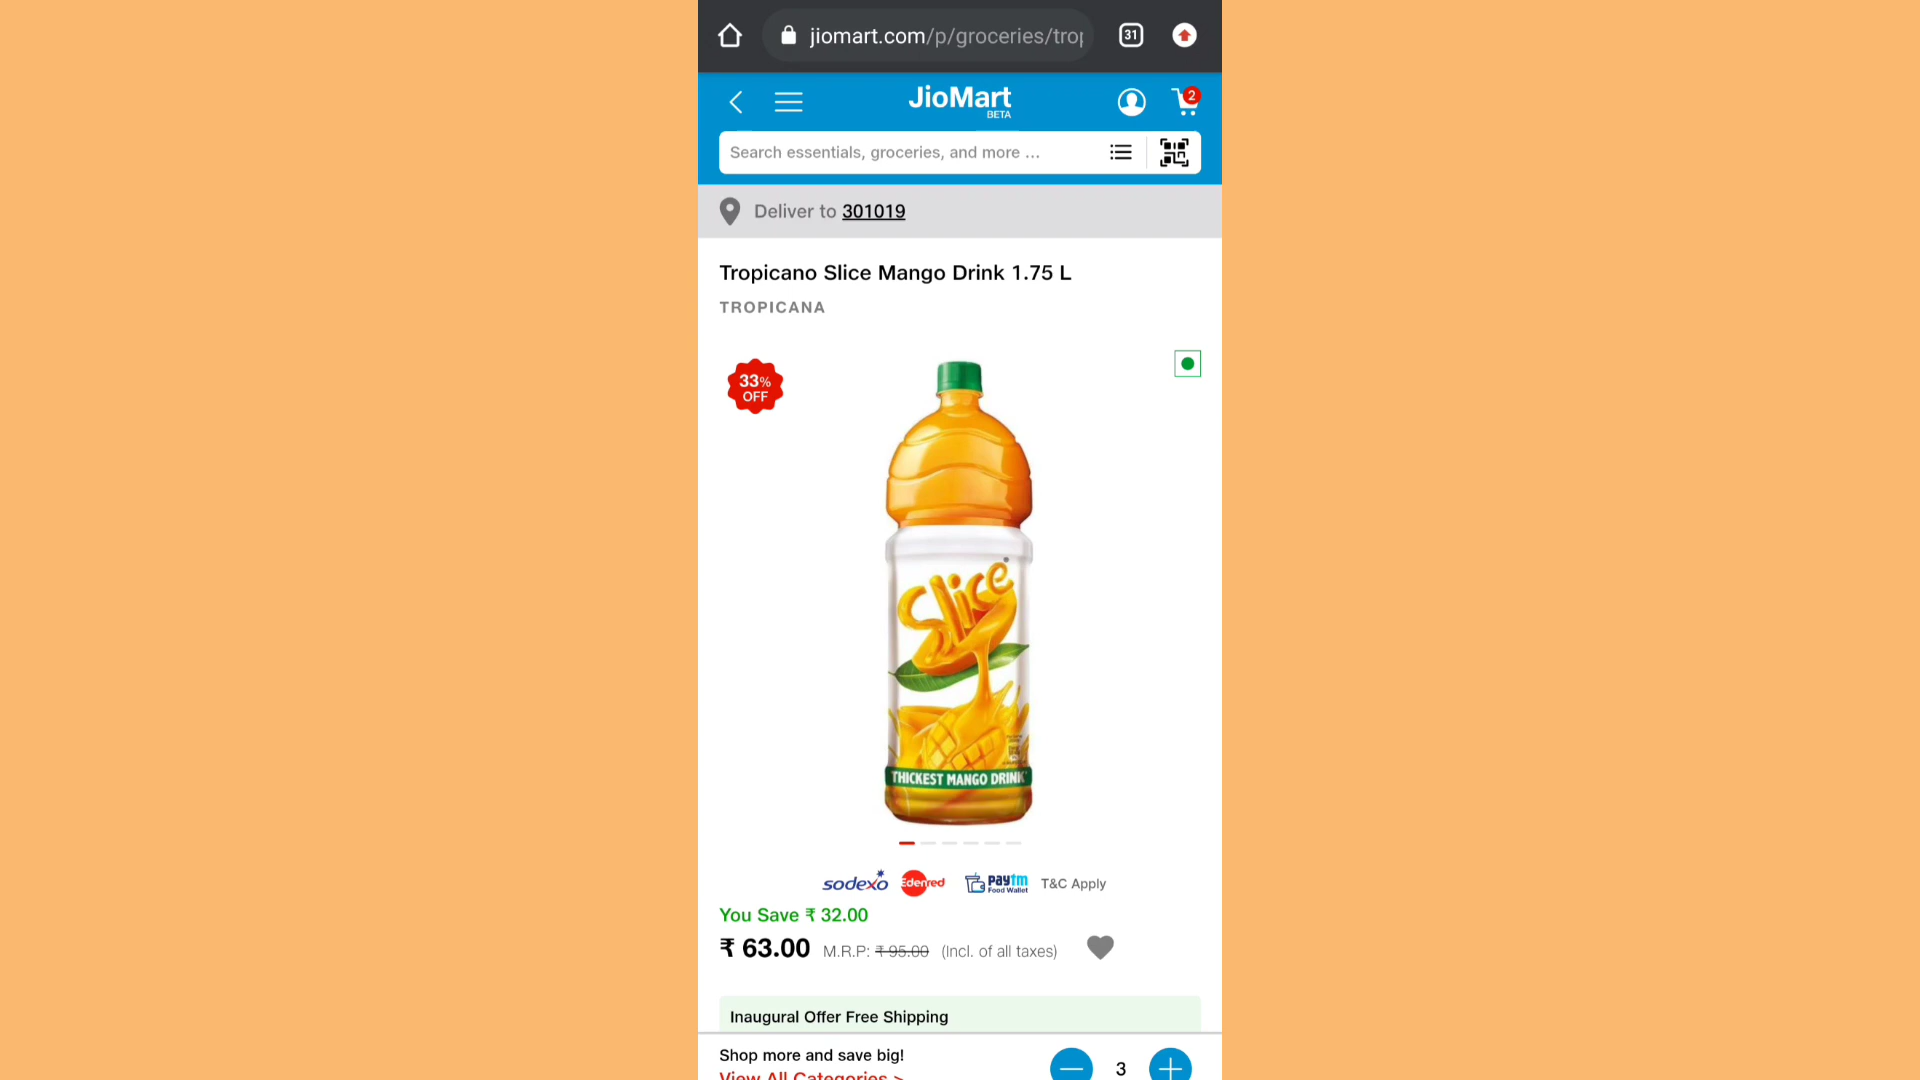 jiomart.com/p/groceries/trop
31
JioMart
BETA
2
Search essentials, groceries, and more ...
Deliver to 301019
Tropicano Slice Mango Drink 1.75 L
TROPICANA
33%
OFF
Slice
THICKEST MANGO DRINK
sodexo Edenred Paytm Food Wallet T&C Apply
You Save ₹ 32.00
₹ 63.00 M.R.P: ₹ 95.00 (Incl. of all taxes)
Inaugural Offer Free Shipping
Shop more and save big!
3
View All Categories >